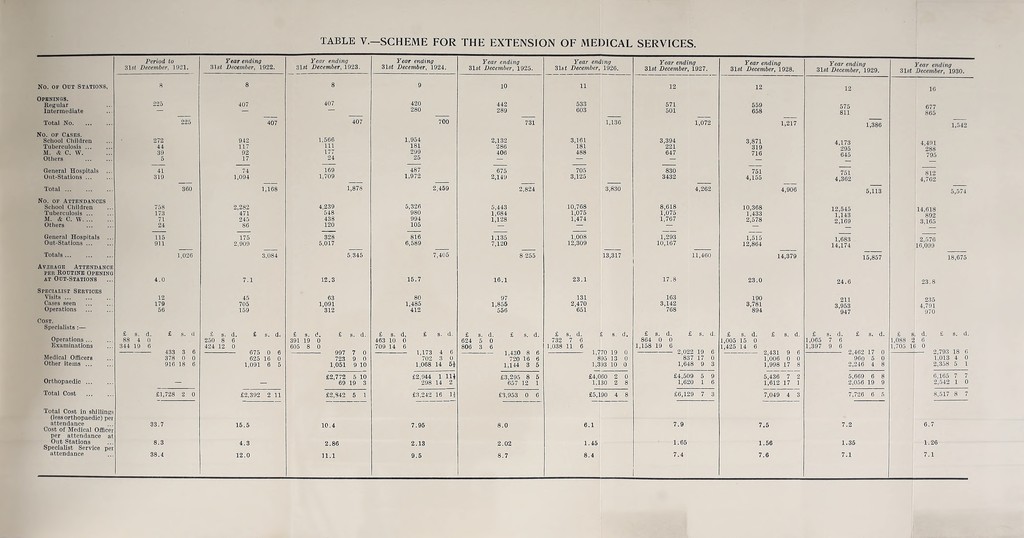 TABLE V.—SCHEME FOR THE EXTENSION OF MEDICAL SERVICES.
Period to 31st December, 1921. Year ending 31st December, 1922. Year ending 31st December, 1923. Year ending 31st December, 1924. Year ending 31st December, 1925. Year ending 31st December, 1926. Year ending 31st December, 1927. Year ending 31st December, 1928. Year ending 31st December, 1929. Year ending 31st December, 1930.
No. of Out Stations, 8 8 8 9 10 11 12 12 12 16
Openings.
Regular ... 225 407 407 420 442 533 571 559 575 677
Intermediate ... — — — 280 289 603 501 658 811 865
Total No. ... ... 225 407 407 700 731 1,136 1,072 1,217 1,386 1,542
No. of Cases.
School Children ... 272 942 1,566 1,954 2,132 3,161 3,394 3,871 4,173 4,491
Tuberculosis ... ... 44 117 111 181 286 181 221 319 295 288
M. & C. W. ... 39 92 177 299 406 488 647 716 645 795
Others ... ... 5 17 24 25 — — — — — —
General Hospitals ... 41 74 169 487 675 705 830 751 751 812
Out-Stations ... ... 319 1,094 1,709 1,972 2,149 3,125 3432 4,155 4,362 4,762
Total ... ... ... 360 1,168 1,878 2,459 2,824 3,830 4,262 4,906 5,113 5,574
No. of Attendances
School Children ... 758 2,282 4,239 5,326 5,443 10,768 8,618 10,368 12,545 14,618
Tuberculosis ... ... 173 471 548 980 1,684 1,075 1,075 1,433 1,143 892
M. & C. W. ... ... 71 245 438 994 1,128 1,474 1,767 2,578 2,169 3,165
Others ... ... 24 86 120 105 — — — — — —
General Hospitals ... 115 175 328 816 1,135 1,008 1,293 1,515 1,683 2,576
Out-Stations ... ... 911 2,909 5,017 6,589 7,120 12,309 10,167 12,864 14,174 16,099
Totals ... ... ... 1,026 3,084 5,345 7,405 8 255 13,317 11,460 14,379 15,857 18,675
Average Attendance
per Routine Opening
at Out-Stations ... 4.0 7.1 12.3 15.7 16.1 23.1 17.8 23.0 24.6 23.8
Specialist Services
Visits ... ... ... 12 45 63 80 97 131 163 190 211 235
Cases seen ... ... 179 705 1,091 1,485 1,855 2,470 3,142 3,781 3,953 4,791
Operations ... ... 56 159 312 412 556 651 768 894 947 970
Cost.
Specialists :—
£ s. d. £ s. d. £ s. d. £ s. d. £ s. d. £ s. d. £ s. d. £ s. d. £ s. d. £ s. d. £ s. d. £ s. d. £ s. d. £ s. d. £ s. d. £ s. d. £ s. d. £ s. d. £ s. d. £ s. d.
Operations ... ... 88 4 0 250 8 6 391 19 0 463 10 0 624 5 0 732 7 6 864 0 0 1,005 15 0 1,065 7 6 1,088 2 6
Examinations ... 344 19 6 424 12 0 605 8 0 709 14 6 806 3 6 1,038 11 6 1,158 19 6 1,425 14 6 1,397 9 6 1,705 16 0
433 3 6 675 0 6 997 7 0 1,173 4 6 1,430 8 6 1,770 19 0 2,022 19 6 2,431 9 6 2,462 17 0 2,793 18 6
Medical Officers ... 378 0 0 625 16 0 723 9 0 702 3 0 720 16 6 895 13 0 837 17 0 1,006 0 0 960 5 0 1,013 4 0
Other Items ... ... 916 18 6 1,091 6 5 1,051 9 10 1,068 14 5½ 1,144 3 5 1,393 10 0 1,648 9 3 1,998 17 8 2,246 4 8 2,358 5 1
£2,772 5 10 £2,944 1 11½ £3,295 8 5 £4,060 2 0 £4,509 5 9 5,436 7 2 5,669 6 8 6,165 7 7
Orthopaedic ... ... — — 69 19 3 298 14 2 657 12 1 1,130 2 8 1,620 1 6 1,612 17 1 2,056 19 9 2,542 1 0
Total Cost ... ... £1,728 2 0 £2,392 2 11 £2,842 5 1 £3,242 16 1½ £3,953 0 6 £5,190 4 8 £6,129 7 3 7,049 4 3 7,726 6 5 8,517 8 7
Total Cost in shillings
(less orthopaedic) per
attendance ... 33.7 15.5 10.4 7.95 8.0 6.1 7.9 7.5 7.2 6.7
Cost of Medical Officer
per attendance at
Out Stations ... 8.3 4.3 2.86 2.13 2.02 1.45 1.65 1.56 1.35 1.26
Specialist Service per
attendance ... 38.4 12.0 11.1 9.5 8.7 8.4 7.4 7.6 7.1 7.1